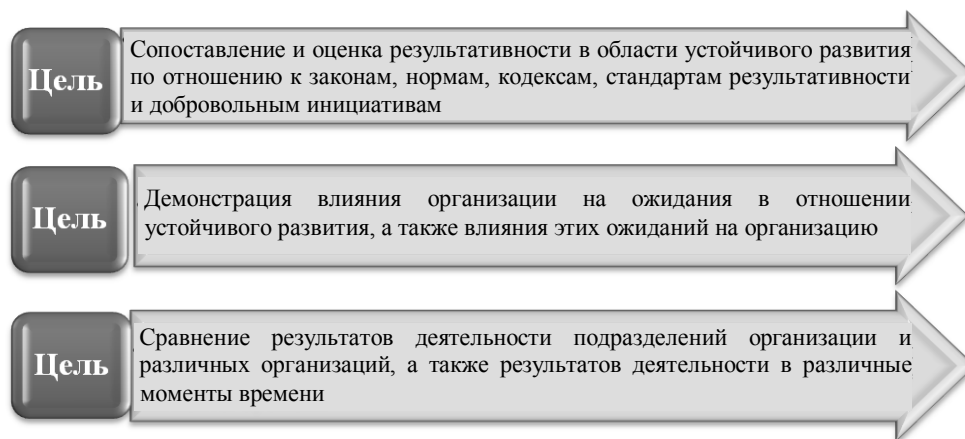 Цель
Сопоставление и оценка результативности в области устойчивого развития
по отношению к законам, нормам, кодексам, стандартам результативности
и добровольным инициативам
Цель
Демонстрация влияния организации на ожидания в отношении
устойчивого развития, а также влияния этих ожиданий на организацию
Цель
Сравнение результатов деятельности подразделений организации и
различных организаций, а также результатов деятельности в различные
моменты времени